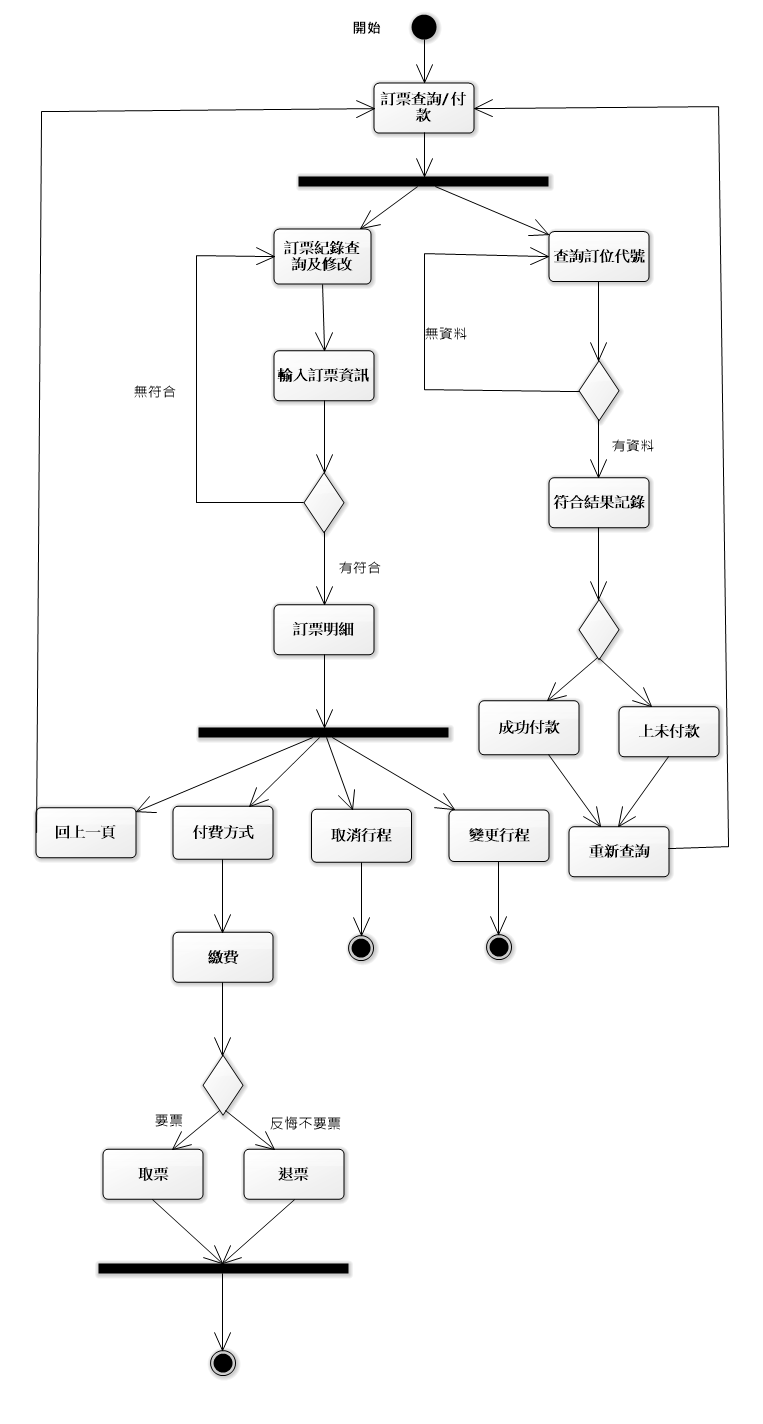 開始
訂票查詢/付
款
訂票紀錄查
詢及修改
查詢訂位代號
無資料
輸入訂票資訊
無符合
有資料
符合結果記錄
有符合
訂票明細
成功付款
上未付款
回上一頁
付費方式
取消行程
變更行程
重新查詢
繳費
要票
反悔不要票
取票
退票